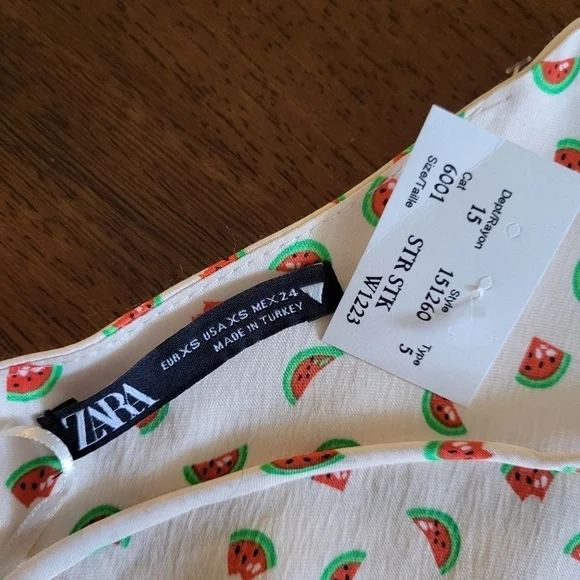 ZARA
EUR XS USA XS MEX 24
MADE IN TURKEY
Dept/Rayon Style Type
15 151260 5
Cat
6001 STR STK
Size/Taille W1223